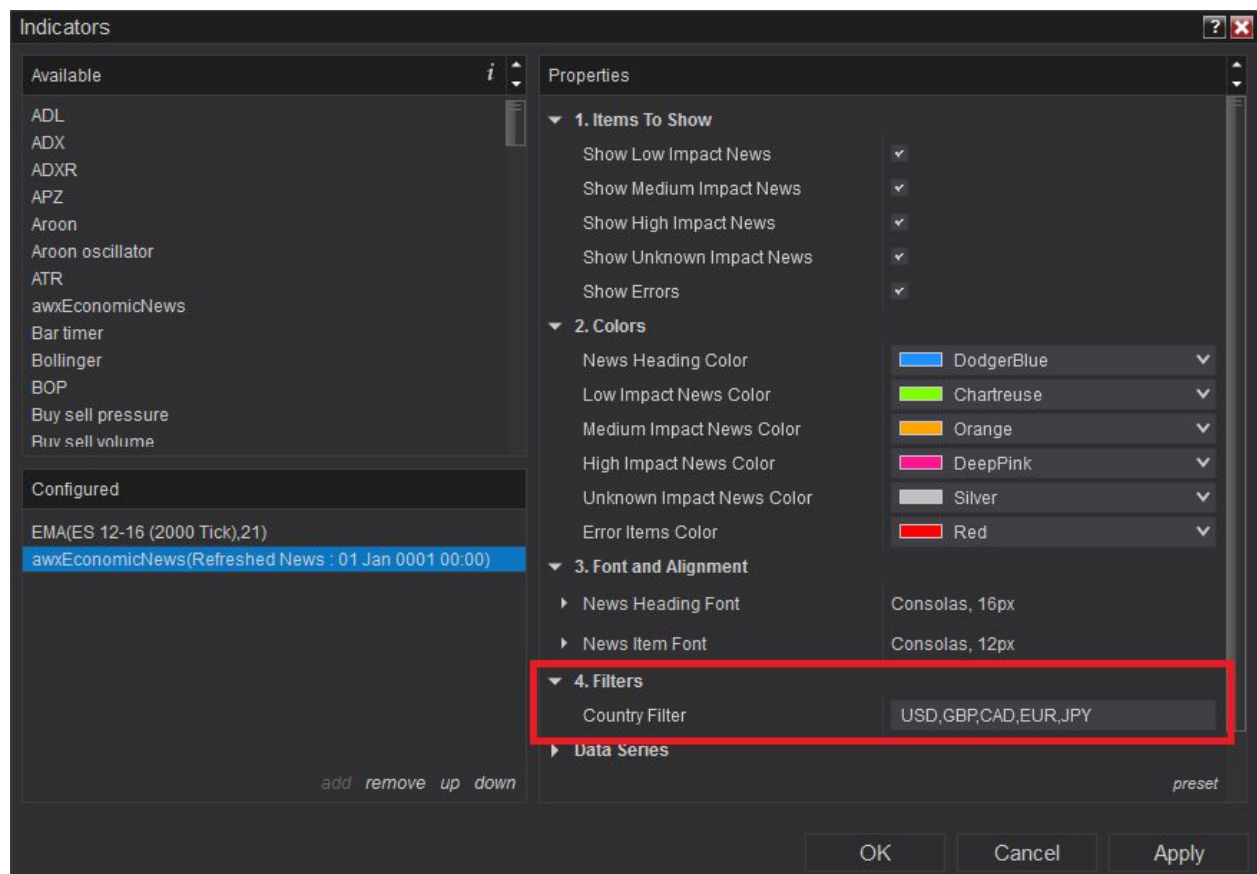 Indicators
?
Available
i
ADL
ADX
ADXR
APZ
Aroon
Aroon oscillator
ATR
awxEconomicNews
Bar timer
Bollinger
BOP
Buy sell pressure
Buy sell volume
Configured
EMA(ES 12-16 (2000 Tick),21)
awxEconomicNews(Refreshed News : 01 Jan 0001 00:00)
add remove up down
Properties
1. Items To Show
Show Low Impact News
Show Medium Impact News
Show High Impact News
Show Unknown Impact News
Show Errors
2. Colors
News Heading Color DodgerBlue
Low Impact News Color Chartreuse
Medium Impact News Color Orange
High Impact News Color DeepPink
Unknown Impact News Color Silver
Error Items Color Red
3. Font and Alignment
News Heading Font Consolas, 16px
News Item Font Consolas, 12px
4. Filters
Country Filter USD,GBP,CAD,EUR,JPY
Data Series
preset
OK Cancel Apply